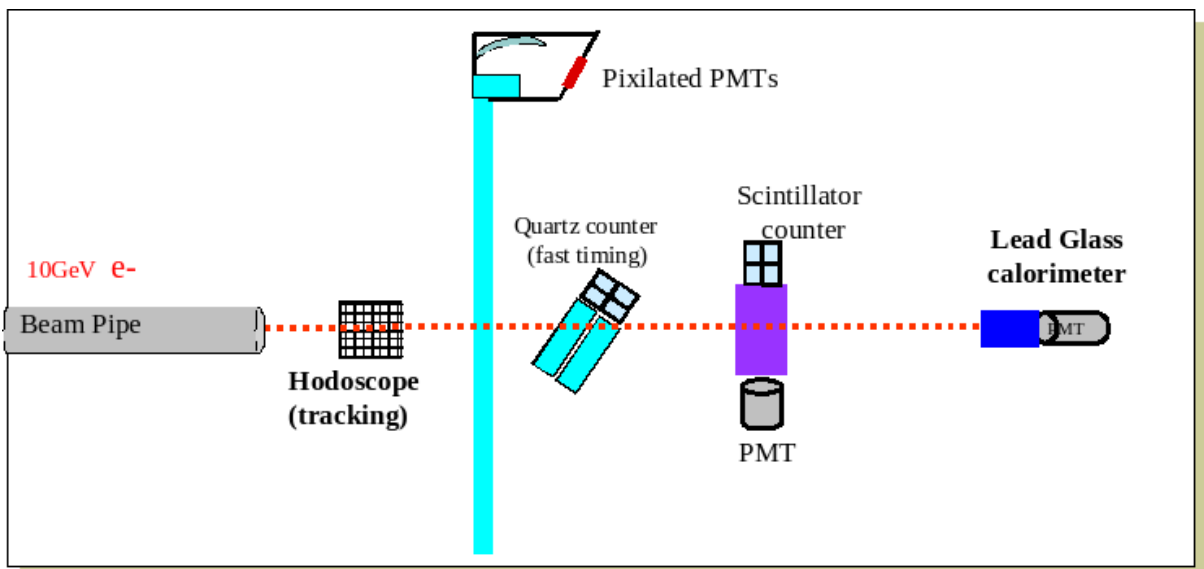 Pixilated PMTs
Scintillator
counter
Quartz counter
(fast timing)
Lead Glass
calorimeter
10GeV e-
Beam Pipe
PMT
Hodoscope
(tracking)
PMT